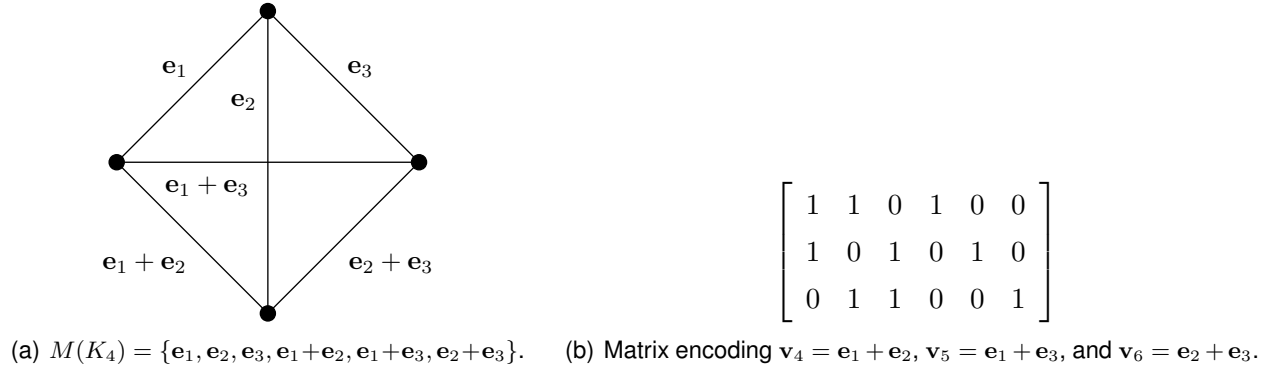 e₁
e₃
e₂
e₁ + e₃
e₁ + e₂
e₂ + e₃
1 1 0 1 0 0
1 0 1 0 1 0
0 1 1 0 0 1
(a) M(K₄) = {e₁, e₂, e₃, e₁+e₂, e₁+e₃, e₂+e₃}.
(b) Matrix encoding v₄ = e₁ + e₂, v₅ = e₁ + e₃, and v₆ = e₂ + e₃.